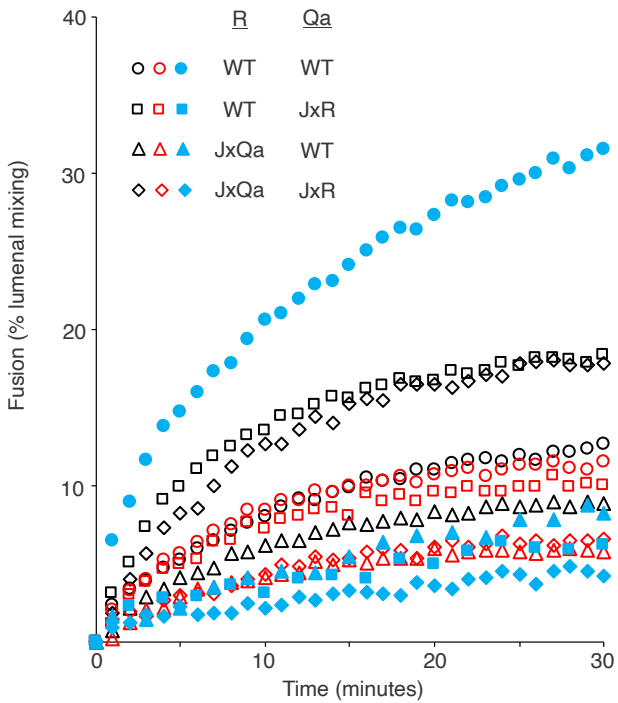 R Qa
WT WT
WT JxR
JxQa WT
JxQa JxR
Fusion (% lumenal mixing)
40
30
20
10
0 10 20 30
Time (minutes)